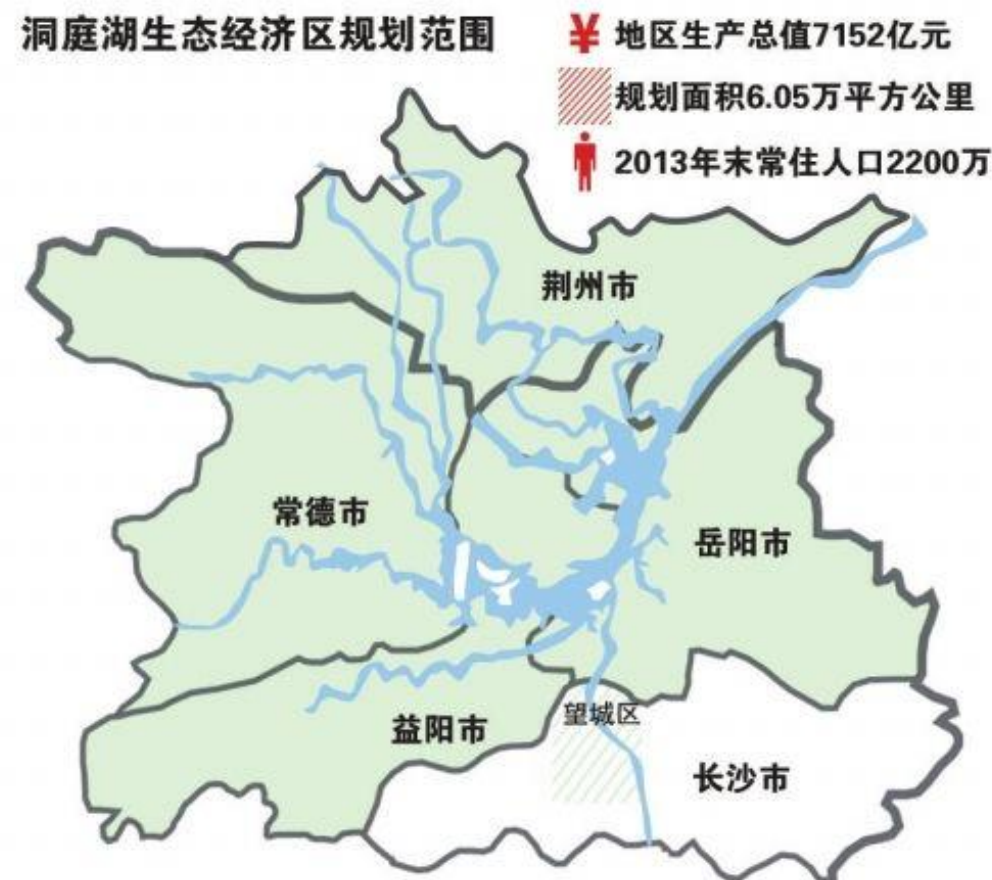 洞庭湖生态经济区规划范围
¥ 地区生产总值7152亿元
规划面积6.05万平方公里
2013年末常住人口2200万
荆州市
常德市
岳阳市
望城区
益阳市
长沙市